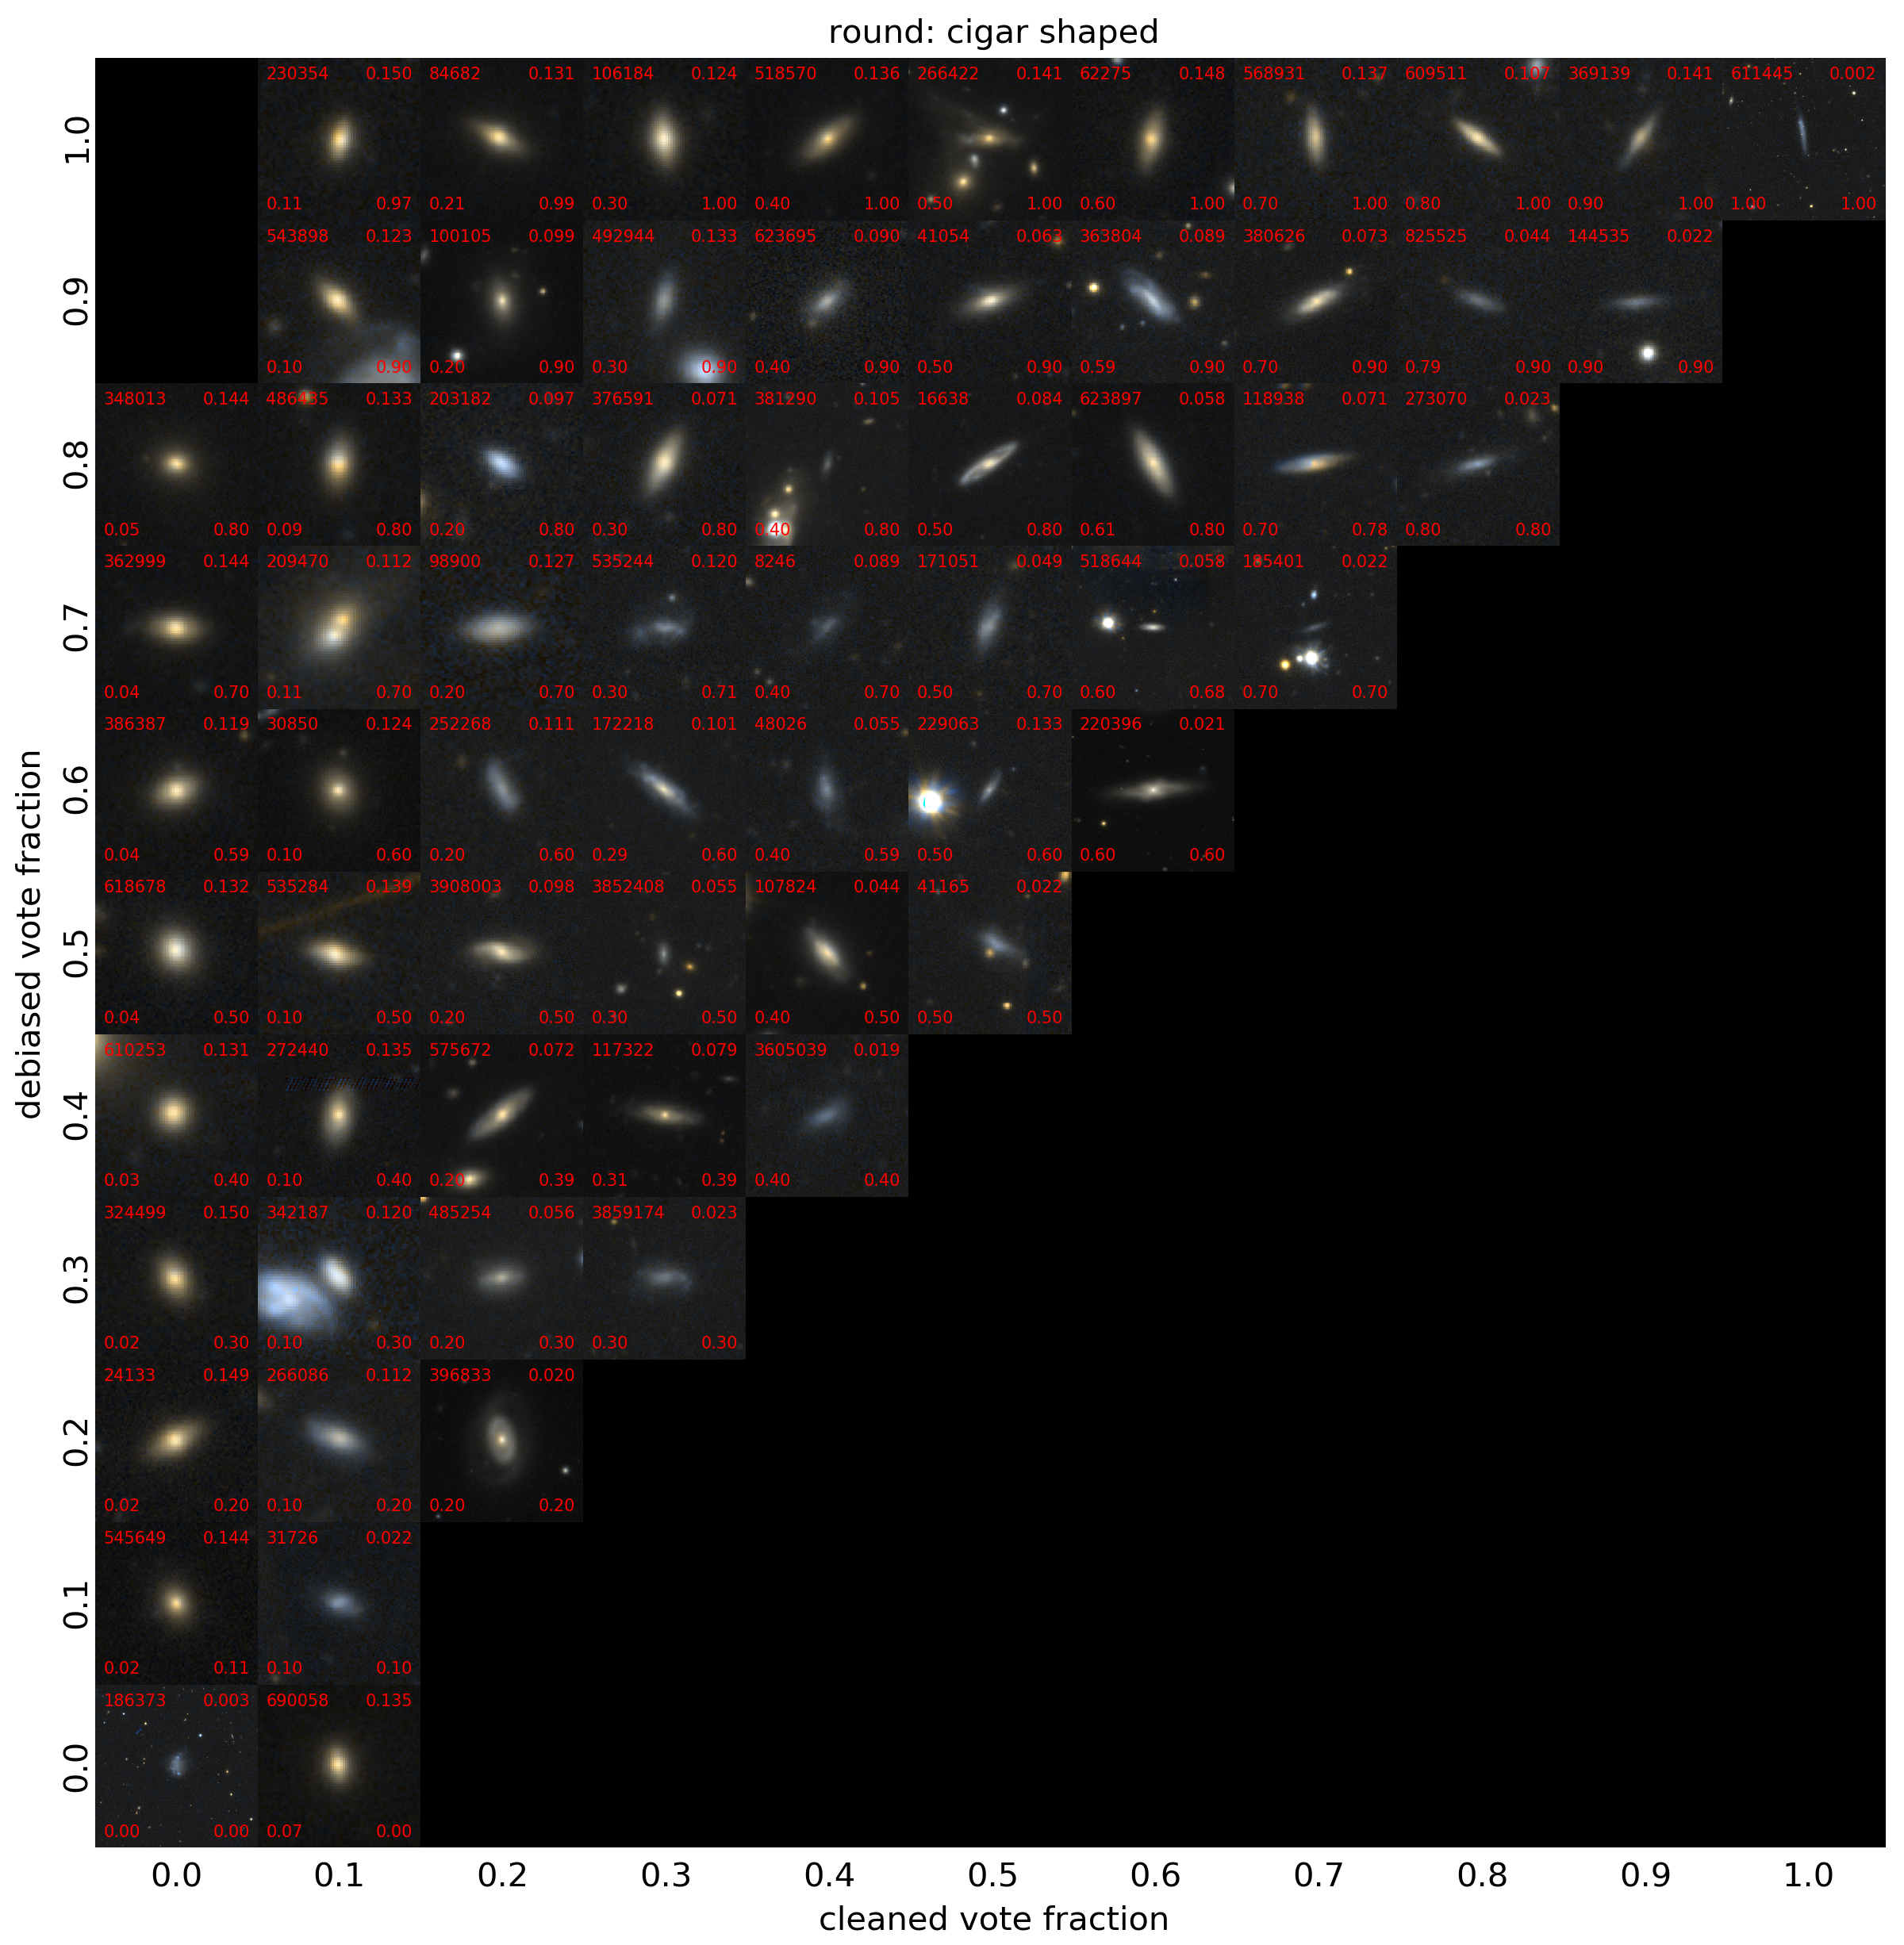 round: cigar shaped
230354 0.150 84682 0.131 106184 0.124 518570 0.136 266422 0.141 62275 0.148 568931 0.137 609511 0.107 369139 0.141 611445 0.002
1.0
0.11 0.97 0.21 0.99 0.30 1.00 0.40 1.00 0.50 1.00 0.60 1.00 0.70 1.00 0.80 1.00 0.90 1.00 1.00 1.00
543898 0.123 100105 0.099 492944 0.133 623695 0.090 41054 0.063 363804 0.089 380626 0.073 825525 0.044 144535 0.022
0.9
0.10 0.90 0.20 0.90 0.30 0.90 0.40 0.90 0.50 0.90 0.59 0.90 0.70 0.90 0.79 0.90 0.90 0.90
348013 0.144 486435 0.133 203182 0.097 376591 0.071 381290 0.105 16638 0.084 623897 0.058 118938 0.071 273070 0.023
0.8
0.05 0.80 0.09 0.80 0.20 0.80 0.30 0.80 0.40 0.80 0.50 0.80 0.61 0.80 0.70 0.78 0.80 0.80
362999 0.144 209470 0.112 98900 0.127 535244 0.120 8246 0.089 171051 0.049 518644 0.058 185401 0.022
0.7
0.04 0.70 0.11 0.70 0.20 0.70 0.30 0.71 0.40 0.70 0.50 0.70 0.60 0.68 0.70 0.70
386387 0.119 30850 0.124 252268 0.111 172218 0.101 48026 0.055 229063 0.133 220396 0.021
0.6
0.04 0.59 0.10 0.60 0.20 0.60 0.29 0.60 0.40 0.59 0.50 0.60 0.60 0.60
debiased vote fraction
618678 0.132 535284 0.139 3908003 0.098 3852408 0.055 107824 0.044 41165 0.022
0.5
0.04 0.50 0.10 0.50 0.20 0.50 0.30 0.50 0.40 0.50 0.50 0.50
610253 0.131 272440 0.135 575672 0.072 117322 0.079 3605039 0.019
0.4
0.03 0.40 0.10 0.40 0.20 0.39 0.31 0.39 0.40 0.40
324499 0.150 342187 0.120 485254 0.056 3859174 0.023
0.3
0.02 0.30 0.10 0.30 0.20 0.30 0.30 0.30
24133 0.149 266086 0.112 396833 0.020
0.2
0.02 0.20 0.10 0.20 0.20 0.20
545649 0.144 31726 0.022
0.1
0.02 0.11 0.10 0.10
186373 0.003 690058 0.135
0.0
0.00 0.00 0.07 0.00
0.0 0.1 0.2 0.3 0.4 0.5 0.6 0.7 0.8 0.9 1.0
cleaned vote fraction